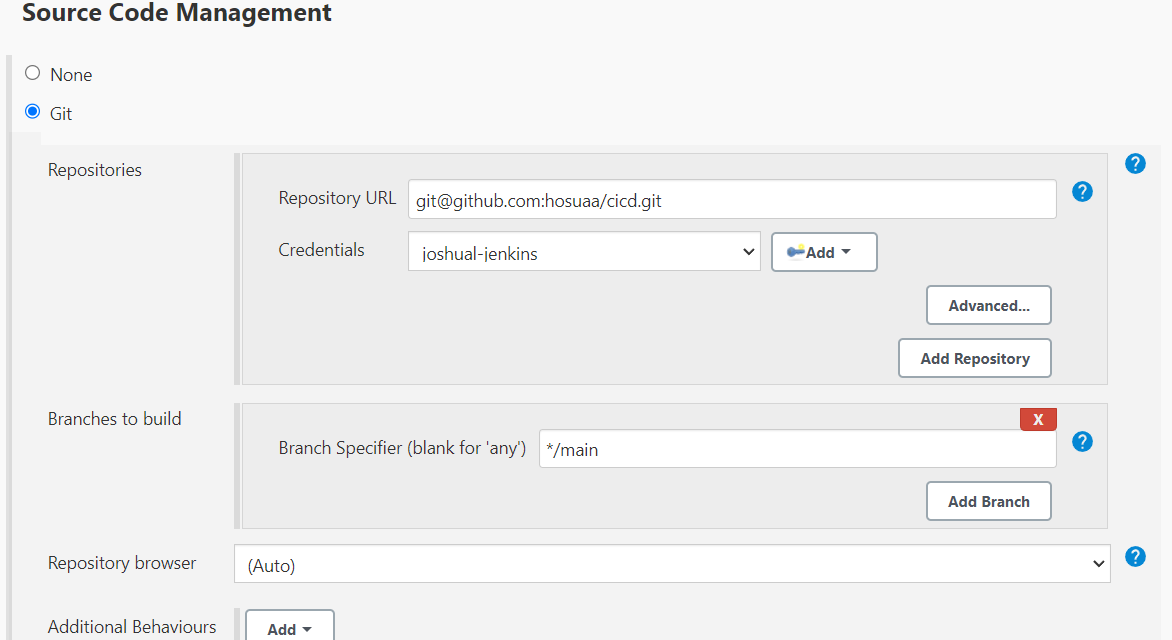 Source Code Management
None
Git
Repositories
?
Repository URL
git@github.com:hosuaa/cicd.git
?
Credentials
joshual-jenkins
Add
Advanced...
Add Repository
Branches to build
X
Branch Specifier (blank for 'any')
*/main
?
Add Branch
Repository browser
(Auto)
?
Additional Behaviours
Add